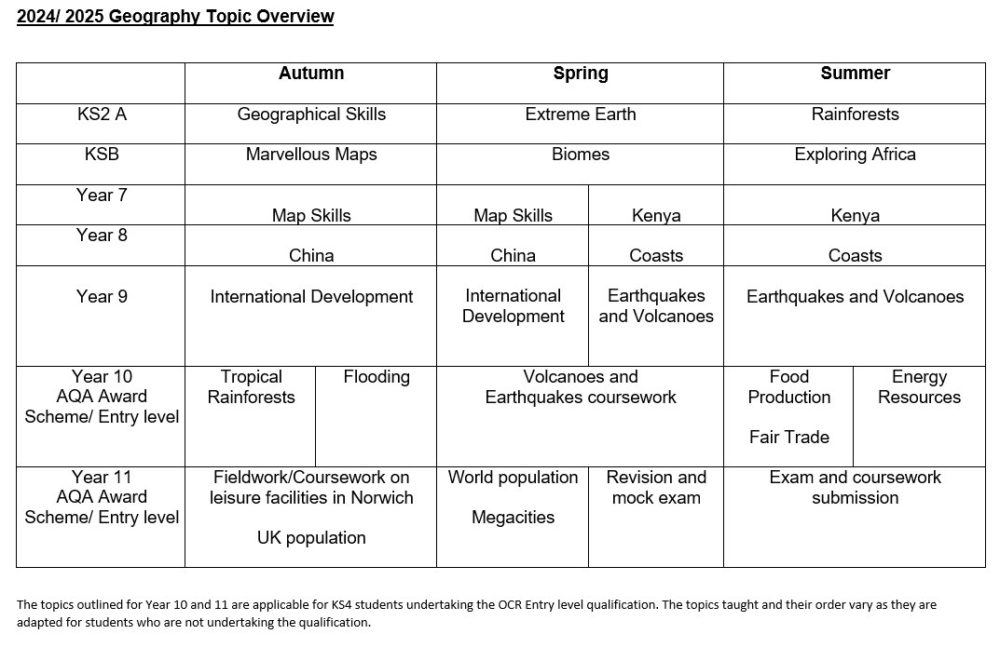 2024/ 2025 Geography Topic Overview
Autumn Spring Summer
KS2 A Geographical Skills Extreme Earth Rainforests
KSB Marvellous Maps Biomes Exploring Africa
Year 7
Map Skills Map Skills Kenya Kenya
Year 8
China China Coasts Coasts
Year 9 International Development International Earthquakes Earthquakes and Volcanoes
Development and Volcanoes
Year 10 Tropical Flooding Volcanoes and Food Energy
AQA Award Rainforests Earthquakes coursework Production Resources
Scheme/ Entry level
Fair Trade
Year 11 Fieldwork/Coursework on World population Revision and Exam and coursework
AQA Award leisure facilities in Norwich mock exam submission
Scheme/ Entry level Megacities
UK population
The topics outlined for Year 10 and 11 are applicable for KS4 students undertaking the OCR Entry level qualification. The topics taught and their order vary as they are
adapted for students who are not undertaking the qualification.